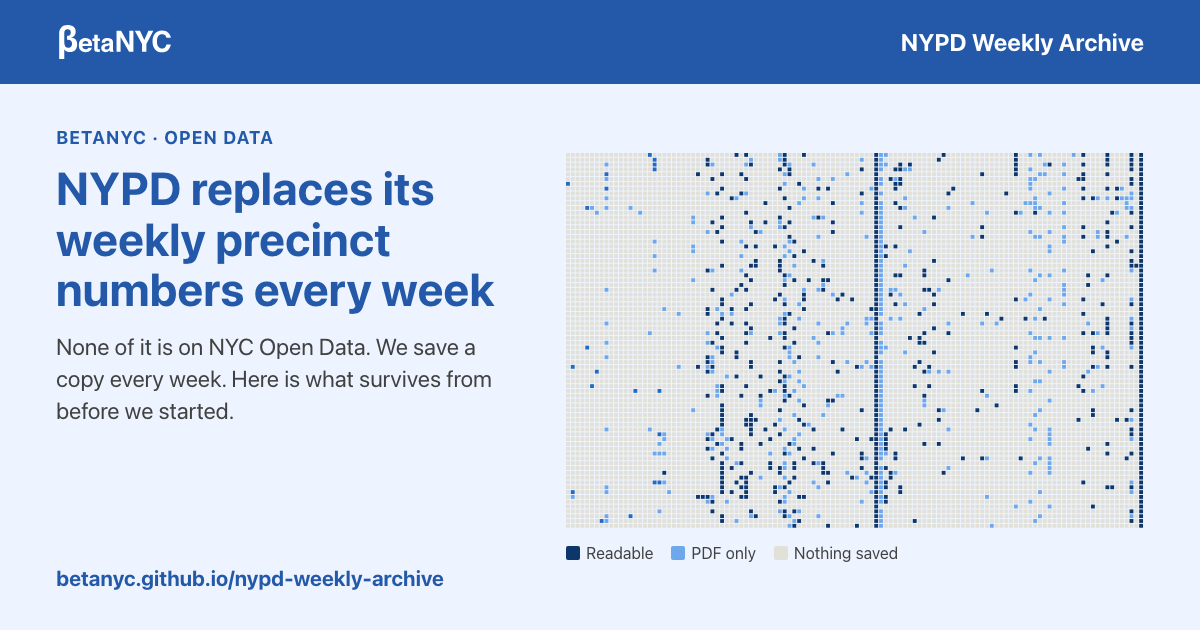 βetaNYC
NYPD Weekly Archive
BETANYC · OPEN DATA
NYPD replaces its
weekly precinct
numbers every week
None of it is on NYC Open Data. We save a
copy every week. Here is what survives from
before we started.
Readable
PDF only
Nothing saved
betanyc.github.io/nypd-weekly-archive